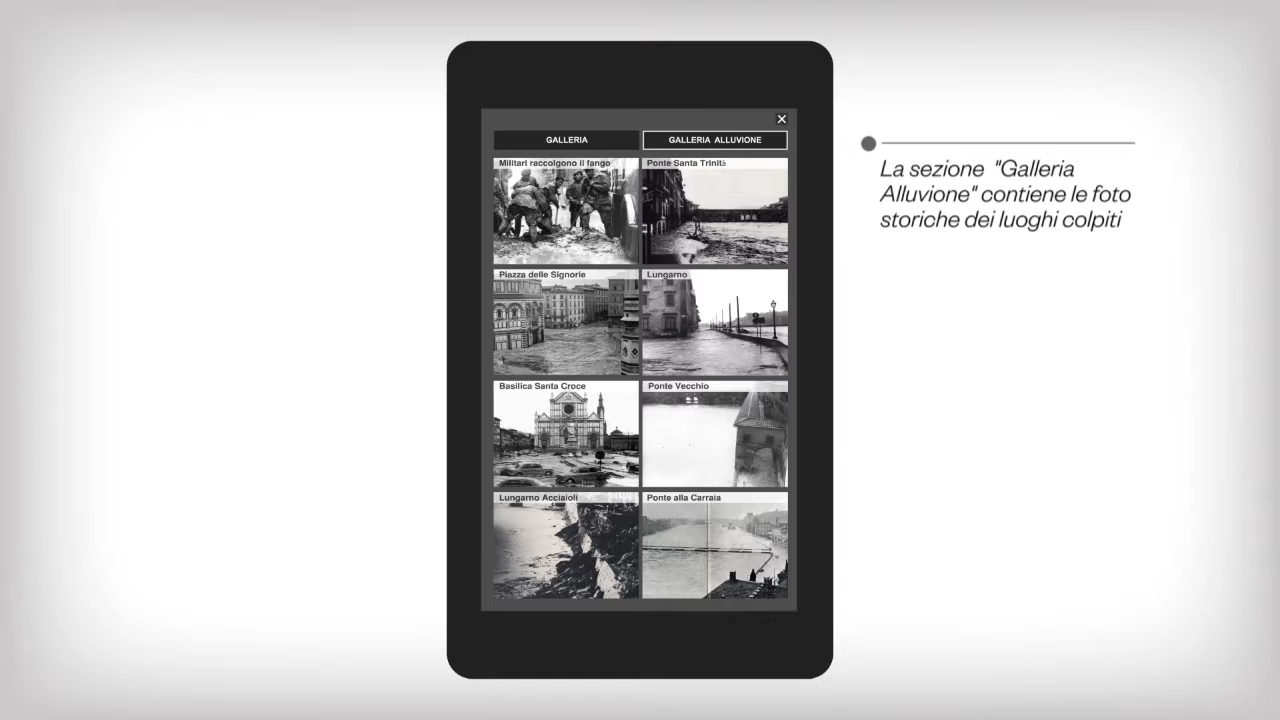 GALLERIA
GALLERIA ALLUVIONE
Militari raccolgono il fango
Ponte Santa Trinità
Piazza delle Signorie
Lungarno
Basilica Santa Croce
Ponte Vecchio
Lungarno Acciaioli
Ponte alla Carraia
La sezione "Galleria
Alluvione" contiene le foto
storiche dei luoghi colpiti